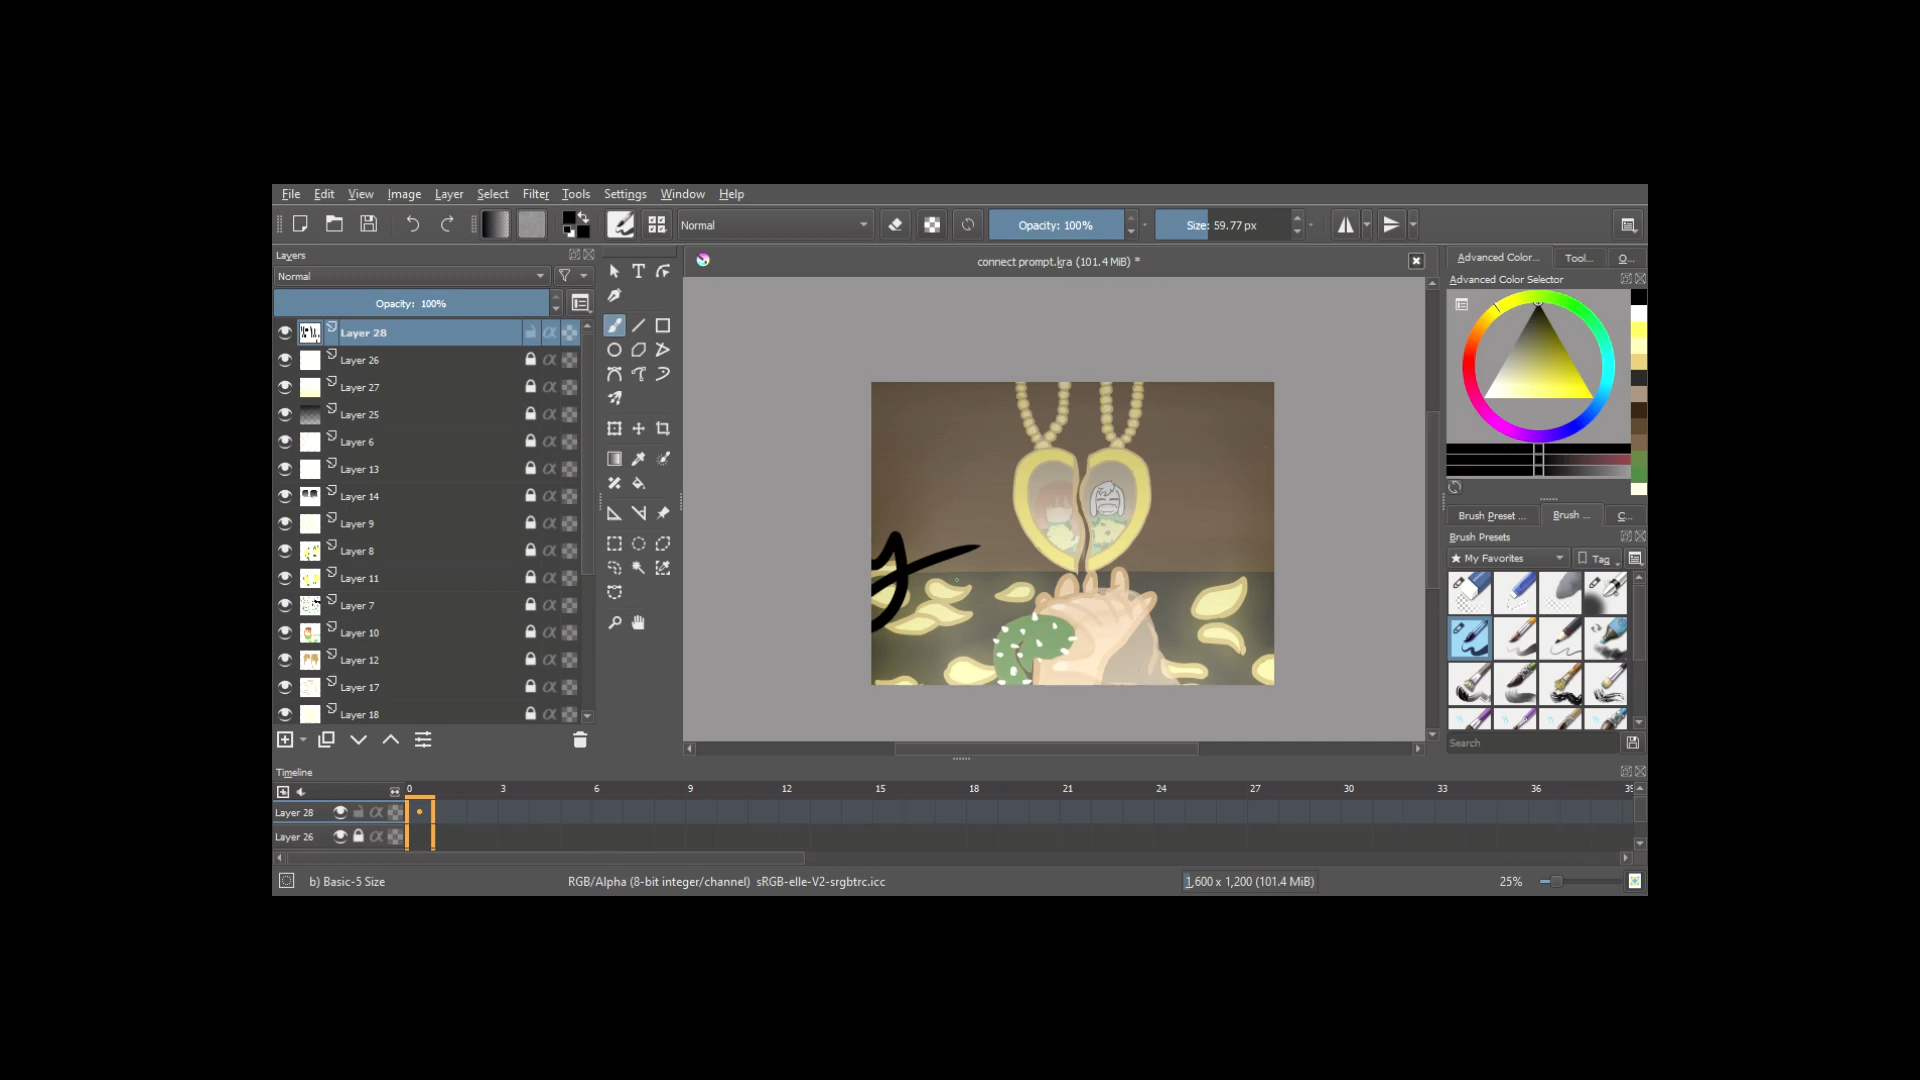 File Edit View Image Layer Select Filter Tools Settings Window Help
Normal Opacity: 100% Size: 59.77 px
Layers
connect prompt.kra (101.4 MiB) *
Advanced Color... Tool... O...
Normal
Advanced Color Selector
Opacity: 100%
Layer 28
Layer 26
Layer 27
Layer 25
Layer 6
Layer 13
Layer 14
Layer 9
Layer 8
Layer 11
Layer 7
Layer 10
Layer 12
Layer 17
Layer 18
Brush Preset ... Brush ... C...
Brush Presets
My Favorites Tag
Search
Timeline
0 3 6 9 12 15 18 21 24 27 30 33 36 39
Layer 28
Layer 26
b) Basic-5 Size RGB/Alpha (8-bit integer/channel) sRGB-elle-V2-srgbtrc.icc 1,600 x 1,200 (101.4 MiB) 25%